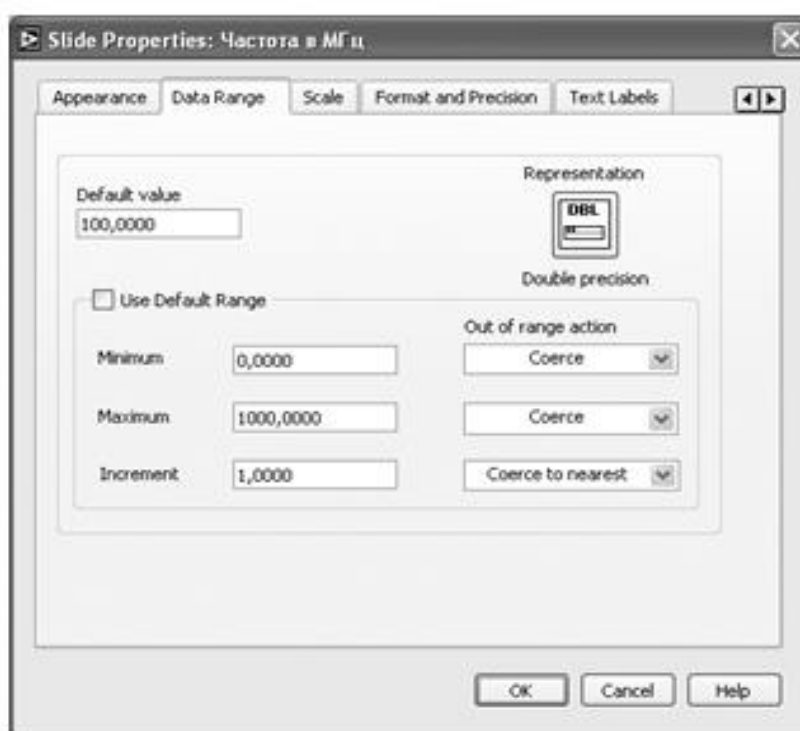 Slide Properties: Частота в МГц
Appearance Data Range Scale Format and Precision Text Labels
Default value
100,0000
Representation
DBL
Double precision
Use Default Range
Out of range action
Minimum 0,0000 Coerce
Maximum 1000,0000 Coerce
Increment 1,0000 Coerce to nearest
OK Cancel Help